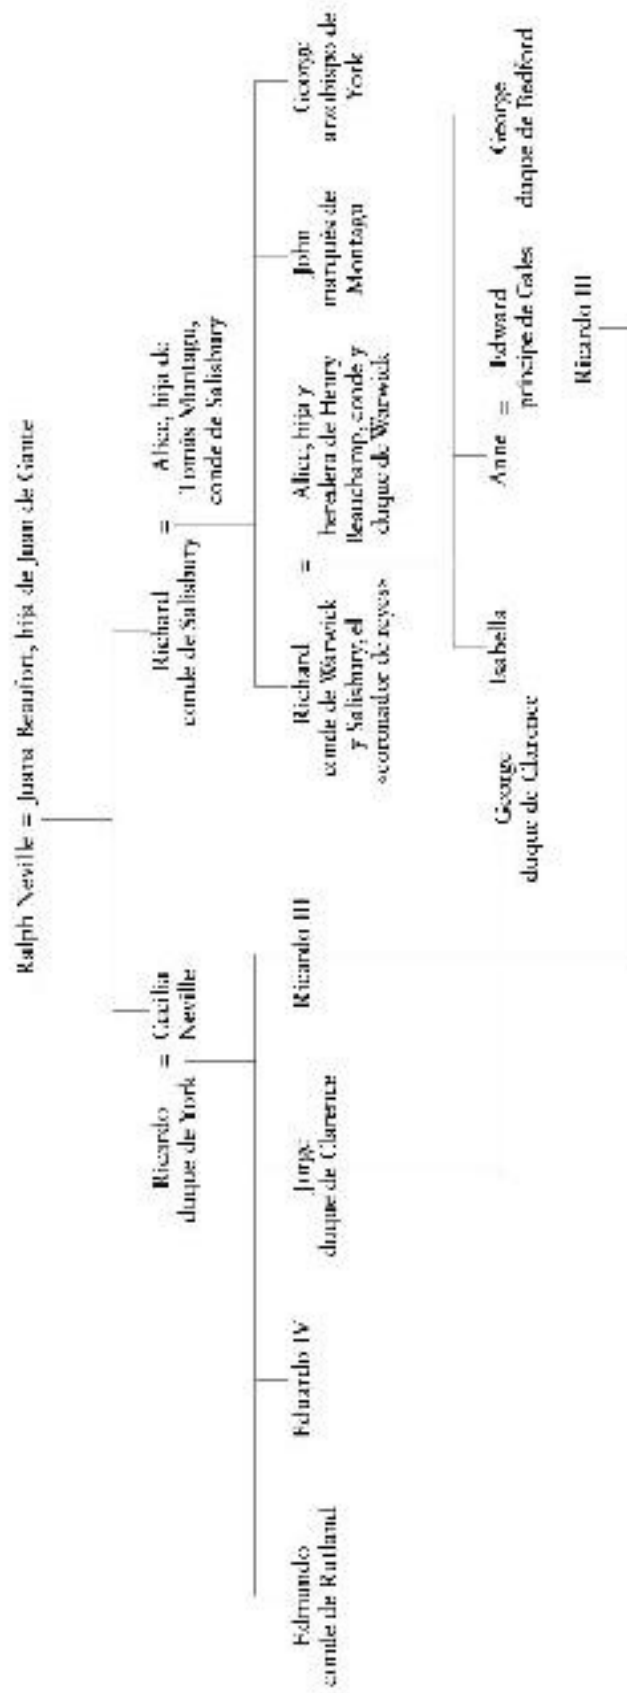 Ralph Neville = Juana Beaufort, hija de Juan de Gante
Ricardo
duque de York
=
Cecilia
Neville
Richard
conde de Salisbury
=
Alice, hija de
Tomás Montagu,
conde de Salisbury
Edmundo
conde de Rutland
Eduardo IV
Jorge
duque de Clarence
Ricardo III
Richard
conde de Warwick
y Salisbury, el
«coronador de reyes»
=
Alice, hija y
heredera de Henry
Beauchamp, conde y
duque de Warwick
John
marqués de
Montagu
George
arzobispo de
York
George
duque de Clarence
Isabella
Anne
=
Edward
príncipe de Gales
George
duque de Bedford
Ricardo III